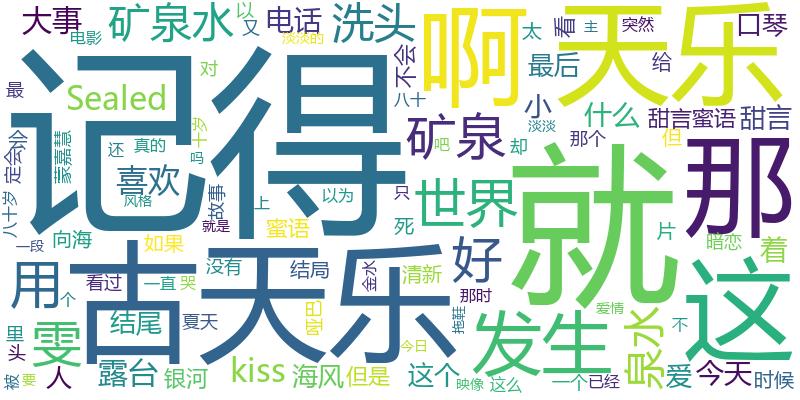 大事
矿泉水
以
又
电话
淡淡的
洗头
不会
啊
天乐
太
看
主
突然
口琴
电影
记得
最
Sealed
对
八十
最后
给
小
什么
甜言蜜语
甜言
矿泉
那个
但
却
淡淡
那
定会
蒙嘉慧
还
真的
十岁
吗
吧
喜欢
风格
故事
上
以为
只
世界
就
八十岁
就是
一段
向海
如果
蜜语
死
片
暗恋
着
古天乐
好
这
用
个
看过
一直
哭
没有
结局
清新
金水
那时
爱情
里
头
雯
结尾
夏天
拖鞋
今日
发生
泉水
不
被
要
人
露台
银河
kiss
海风
但是
这个
映像
这么
一个
已经
爱
今天
时候